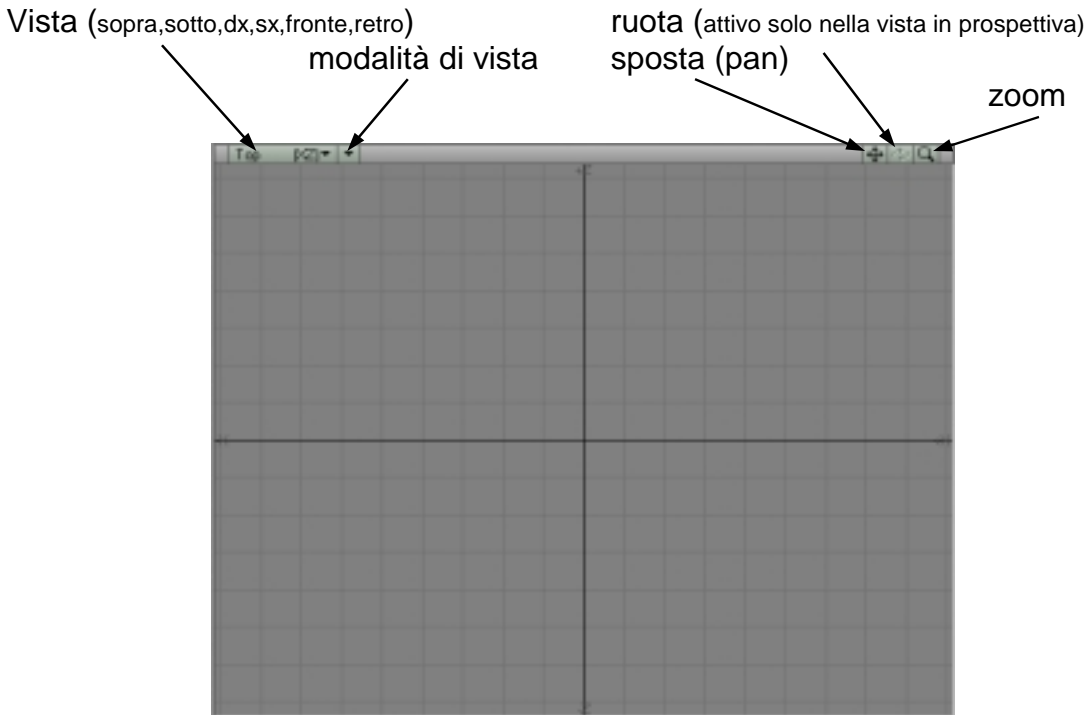 Vista (sopra,sotto,dx,sx,fronte,retro)
modalità di vista
ruota (attivo solo nella vista in prospettiva)
sposta (pan)
zoom
Top